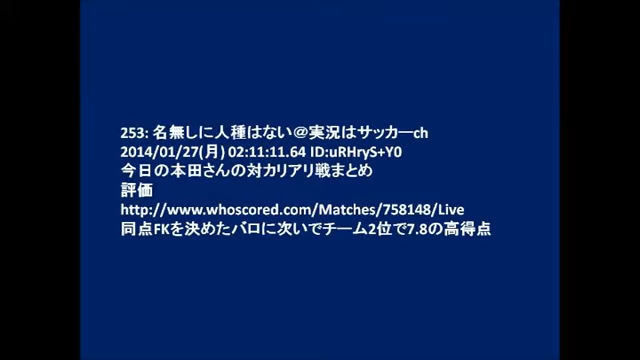 253: 名無しに人種はない@実況はサッカーch
2014/01/27(月) 02:11:11.64 ID:uRHryS+Y0
今日の本田さんの対カリアリ戦まとめ
評価
http://www.whoscored.com/Matches/758148/Live
同点FKを決めたバロに次いでチーム2位で7.8の高得点